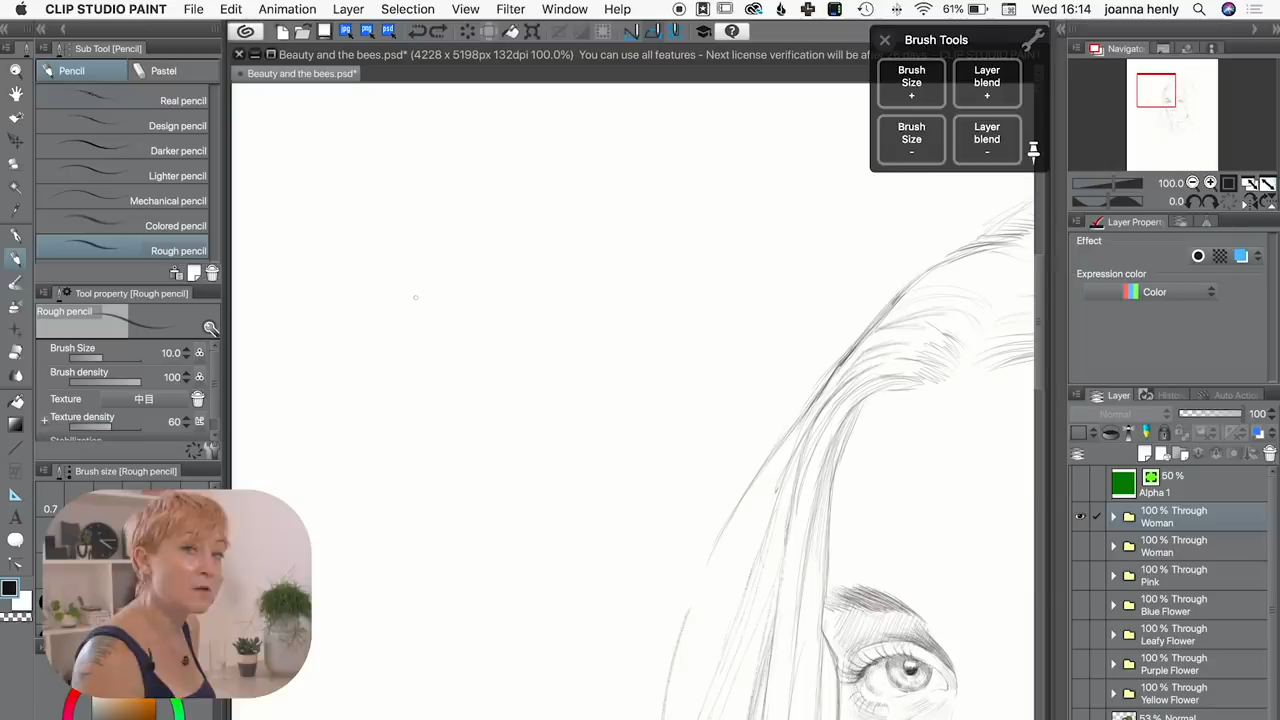 CLIP STUDIO PAINT File Edit Animation Layer Selection View Filter Window Help 61% Wed 16:14 joanna henly
Sub Tool [Pencil]
Beauty and the bees.psd* (4228 x 5198px 132dpi 100.0%) You can use all features - Next license verification will be
Brush Tools
Navigator
Pencil Pastel
Beauty and the bees.psd*
Brush Size +
Layer blend +
Brush Size -
Layer blend -
Real pencil
Design pencil
Darker pencil
Lighter pencil
Mechanical pencil
Colored pencil
Rough pencil
100.0
0.0
Layer Propert
Effect
Expression color
Color
Tool property [Rough pencil]
Rough pencil
Brush Size 10.0
Brush density 100
Texture 中目
Texture density 60
Brush size [Rough pencil]
0.7
Layer Auto Actio
Normal 100
50 %
Alpha 1
100 % Through
Woman
100 % Through
Woman
100 % Through
Pink
100 % Through
Blue Flower
100 % Through
Leafy Flower
100 % Through
Purple Flower
100 % Through
Yellow Flower
53 % Normal